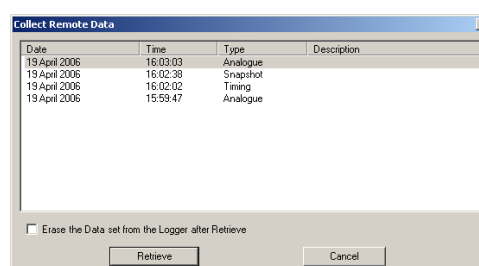 Collect Remote Data
Date Time Type Description
19 April 2006 16:03:03 Analogue
19 April 2006 16:02:38 Snapshot
19 April 2006 16:02:02 Timing
19 April 2006 15:59:47 Analogue
Erase the Data set from the Logger after Retrieve
Retrieve Cancel